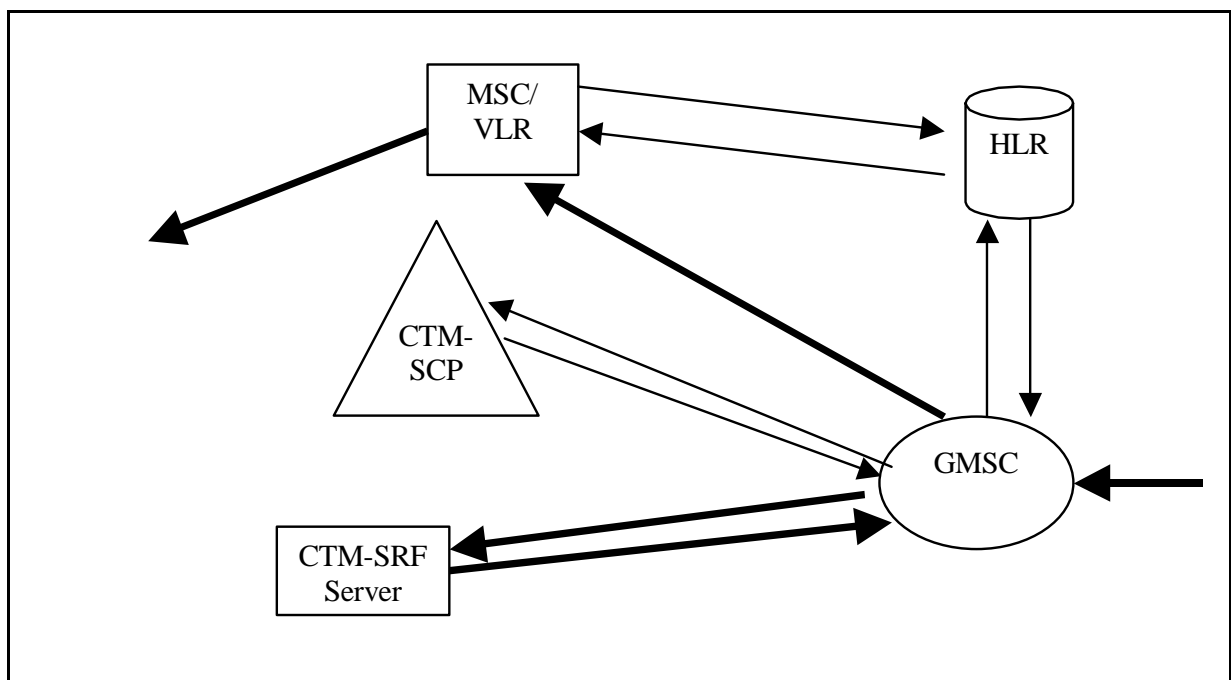 MSC/
VLR
HLR
CTM-
SCP
GMSC
CTM-SRF
Server